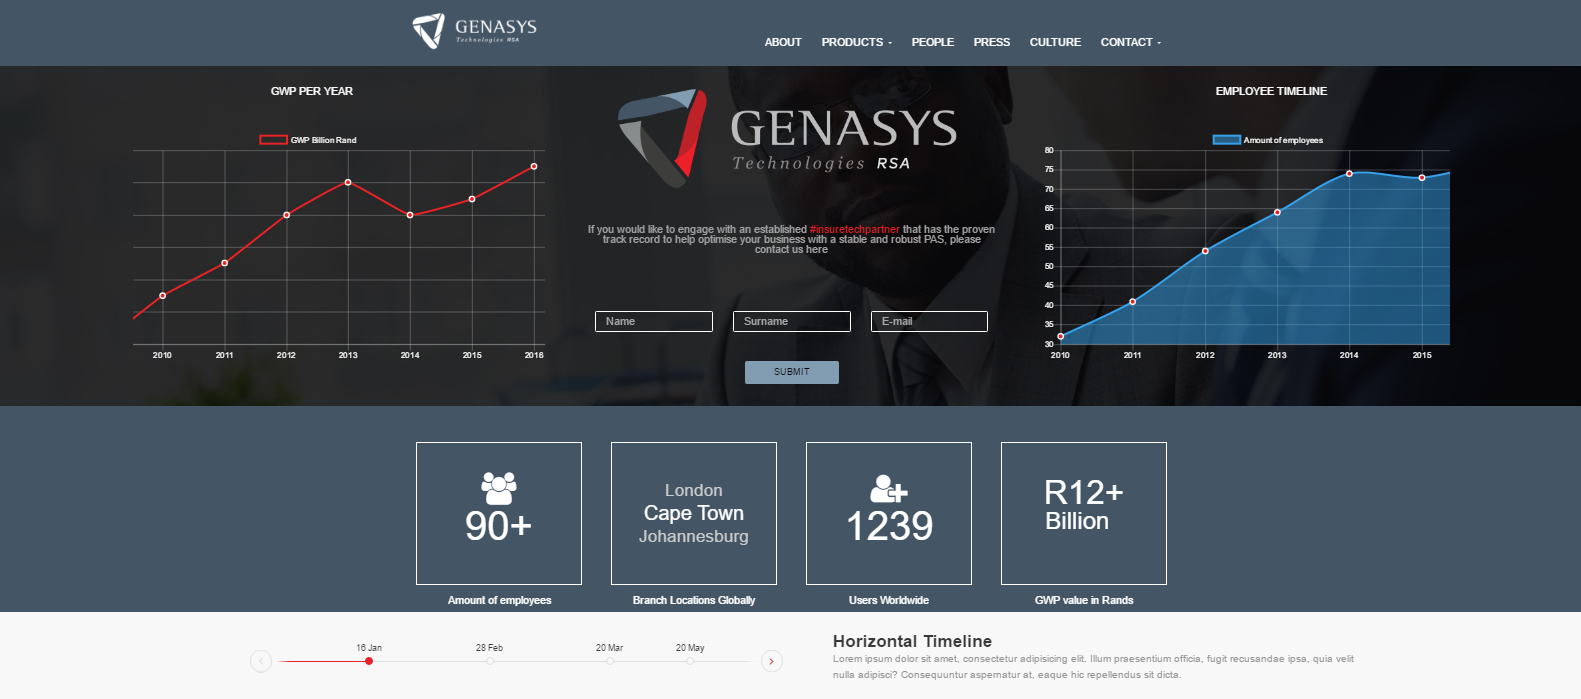 GENASYS
Technologies RSA
ABOUT PRODUCTS PEOPLE PRESS CULTURE CONTACT
GWP PER YEAR
GWP Billion Rand
2010 2011 2012 2013 2014 2015 2016
GENASYS
Technologies RSA
If you would like to engage with an established #insuretechpartner that has the proven
track record to help optimise your business with a stable and robust PAS, please
contact us here
Name Surname E-mail
SUBMIT
EMPLOYEE TIMELINE
Amount of employees
80
75
70
65
60
55
50
45
40
35
30
2010 2011 2012 2013 2014 2015
90+
Amount of employees
London
Cape Town
Johannesburg
Branch Locations Globally
1239
Users Worldwide
R12+
Billion
GWP value in Rands
16 Jan 28 Feb 20 Mar 20 May
Horizontal Timeline
Lorem ipsum dolor sit amet, consectetur adipisicing elit. Illum praesentium officia, fugit recusandae ipsa, quia velit
nulla adipisci? Consequuntur aspernatur at, eaque hic repellendus sit dicta.